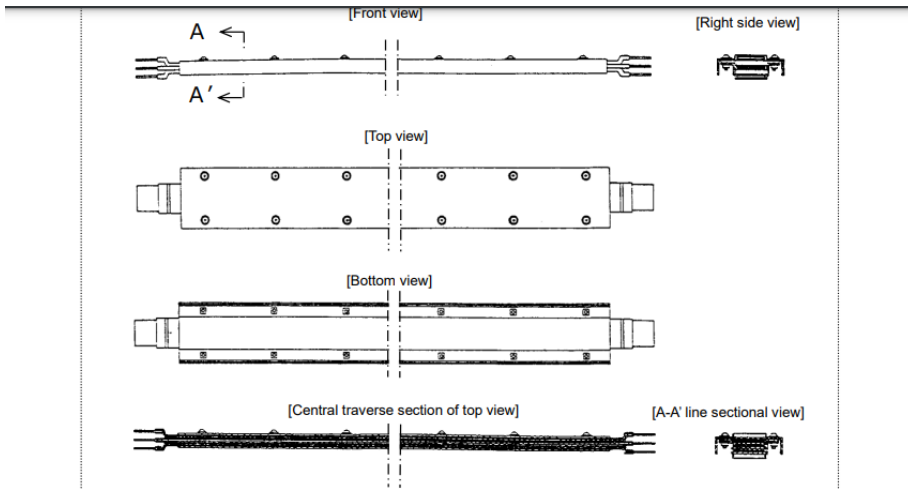 [Front view]
[Right side view]
A
A′
[Top view]
[Bottom view]
[Central traverse section of top view]
[A-A' line sectional view]